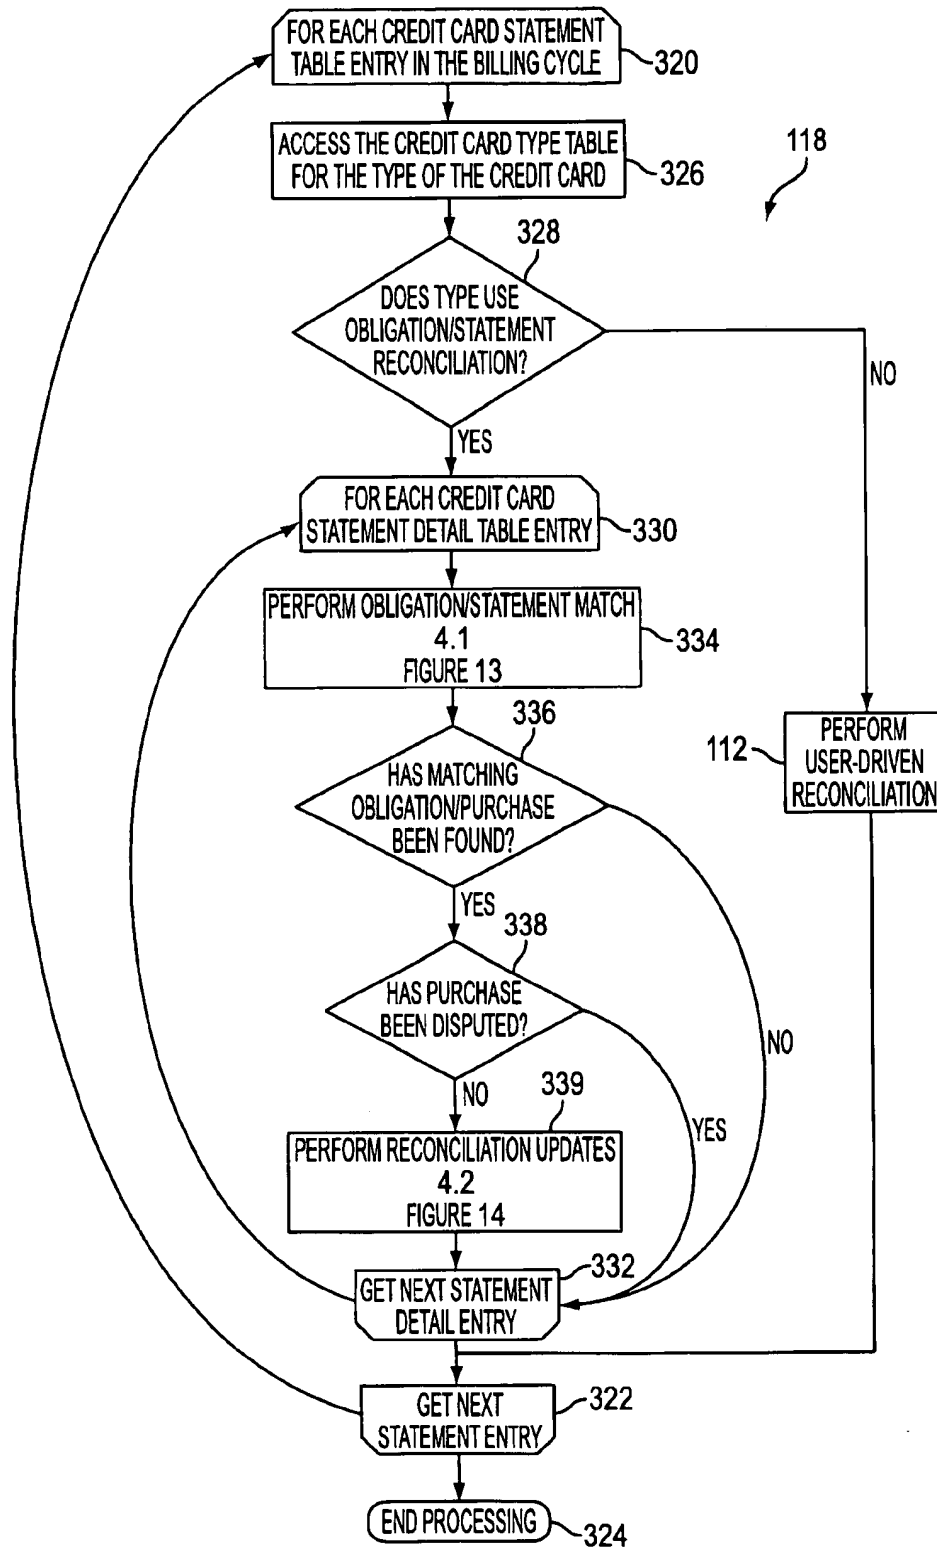 FOR EACH CREDIT CARD STATEMENT
TABLE ENTRY IN THE BILLING CYCLE
320
ACCESS THE CREDIT CARD TYPE TABLE
FOR THE TYPE OF THE CREDIT CARD
326
118
328
DOES TYPE USE
OBLIGATION/STATEMENT
RECONCILIATION?
NO
YES
FOR EACH CREDIT CARD
STATEMENT DETAIL TABLE ENTRY
330
PERFORM OBLIGATION/STATEMENT MATCH
4.1
FIGURE 13
334
336
HAS MATCHING
OBLIGATION/PURCHASE
BEEN FOUND?
112
PERFORM
USER-DRIVEN
RECONCILIATION
YES
338
HAS PURCHASE
BEEN DISPUTED?
NO
NO
YES
339
PERFORM RECONCILIATION UPDATES
4.2
FIGURE 14
332
GET NEXT STATEMENT
DETAIL ENTRY
GET NEXT
STATEMENT ENTRY
322
END PROCESSING
324